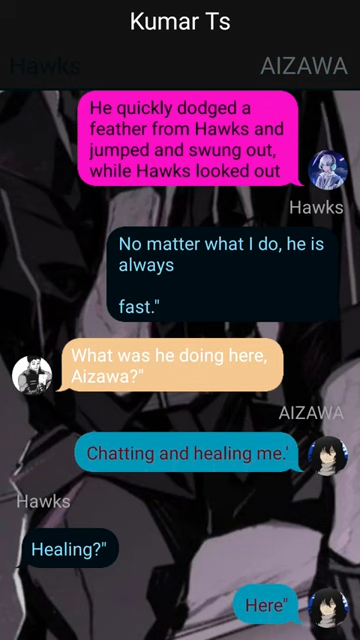 Kumar Ts
Hawks
AIZAWA
He quickly dodged a
feather from Hawks and
jumped and swung out,
while Hawks looked out
Hawks
No matter what I do, he is
always
fast."
What was he doing here,
Aizawa?"
AIZAWA
Chatting and healing me.'
Hawks
Healing?"
Here"